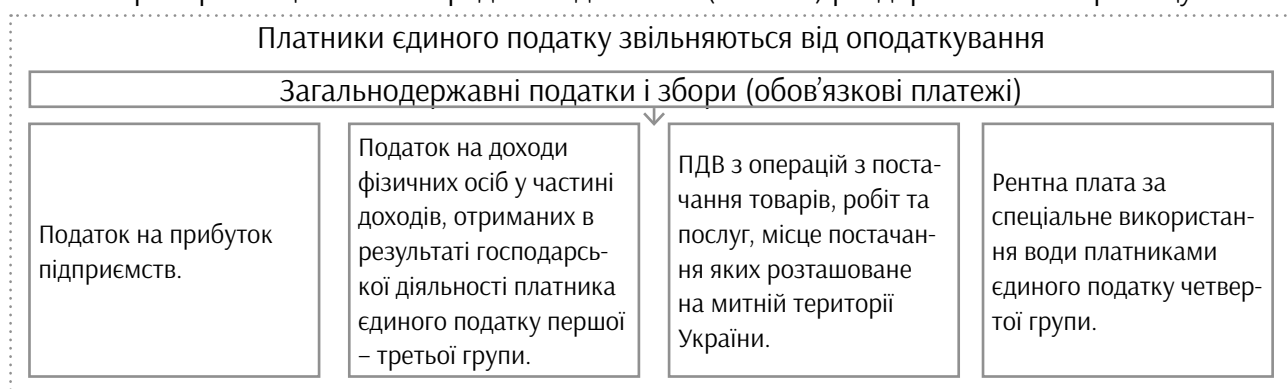 Платники єдиного податку звільняються від оподаткування
Загальнодержавні податки і збори (обов’язкові платежі)
Податок на прибуток
підприємств.
Податок на доходи
фізичних осіб у частині
доходів, отриманих в
результаті господарсь-
кої діяльності платника
єдиного податку першої
– третьої групи.
ПДВ з операцій з поста-
чання товарів, робіт та
послуг, місце постачан-
ня яких розташоване
на митній території
України.
Рентна плата за
спеціальне використан-
ня води платниками
єдиного податку четвер-
тої групи.